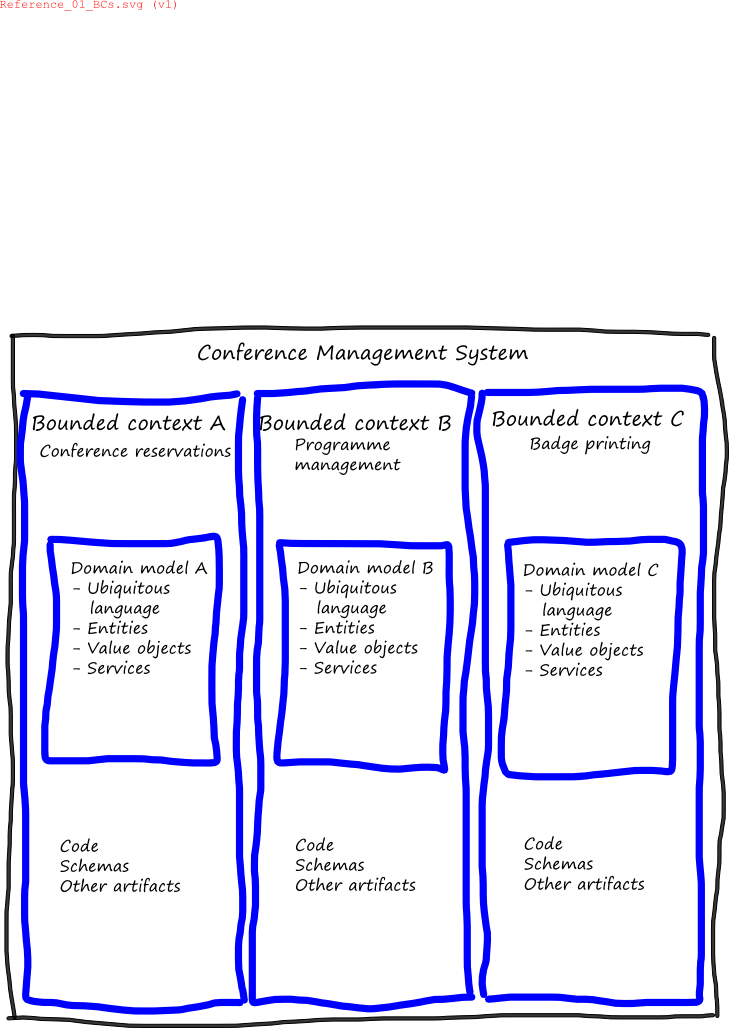 Reference_01_BCs.svg (v1)
Conference Management System
Bounded context A
Conference reservations
Domain model A
- Ubiquitous
language
- Entities
- Value objects
- Services
Code
Schemas
Other artifacts
Bounded context B
Programme
management
Domain model B
- Ubiquitous
language
- Entities
- Value objects
- Services
Code
Schemas
Other artifacts
Bounded context C
Badge printing
Domain model C
- Ubiquitous
language
- Entities
- Value objects
- Services
Code
Schemas
Other artifacts